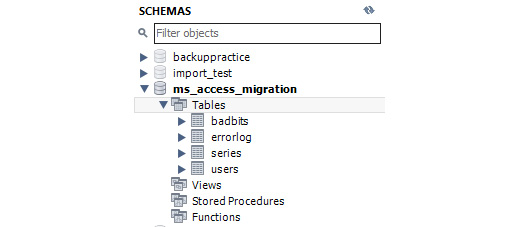 SCHEMAS
Filter objects
backuppractice
import_test
ms_access_migration
Tables
badbits
errorlog
series
users
Views
Stored Procedures
Functions